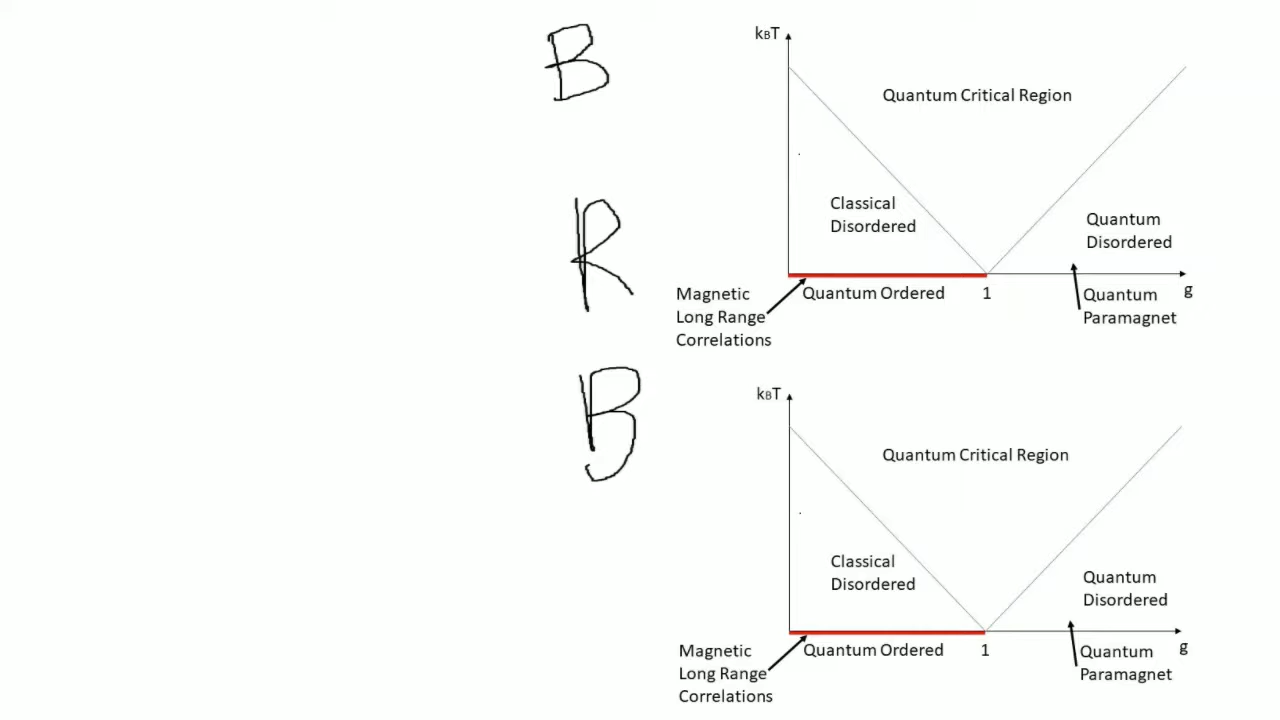 B
R
B
kBT
Quantum Critical Region
Classical
Disordered
Quantum
Disordered
Magnetic
Long Range
Correlations
Quantum Ordered
1
Quantum
Paramagnet
g
kBT
Quantum Critical Region
Classical
Disordered
Quantum
Disordered
Magnetic
Long Range
Correlations
Quantum Ordered
1
Quantum
Paramagnet
g